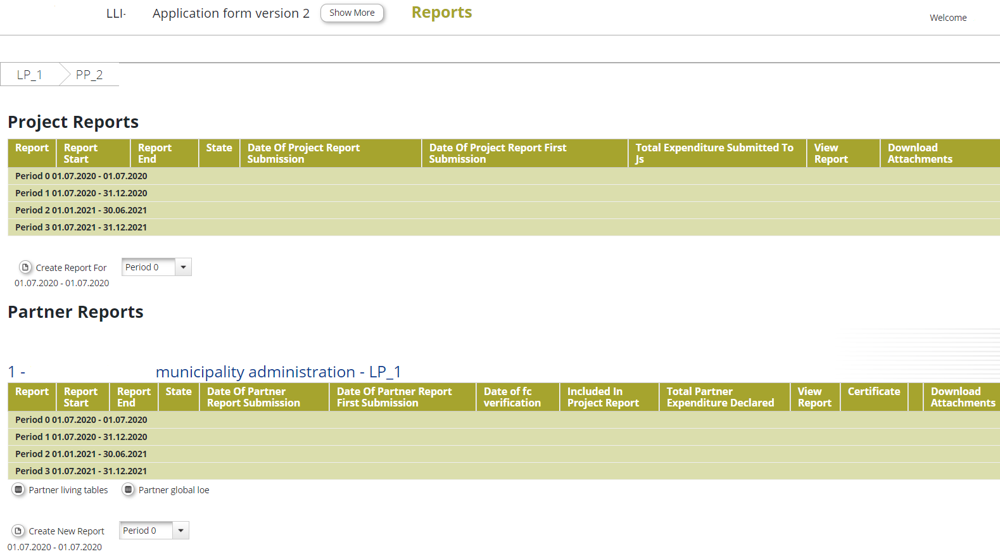 LLI- Application form version 2 Show More Reports Welcome
LP_1 PP_2
Project Reports
Report Report Start Report End State Date Of Project Report Submission Date Of Project Report First Submission Total Expenditure Submitted To Js View Report Download Attachments
Period 0 01.07.2020 - 01.07.2020
Period 1 01.07.2020 - 31.12.2020
Period 2 01.01.2021 - 30.06.2021
Period 3 01.07.2021 - 31.12.2021
Create Report For Period 0
01.07.2020 - 01.07.2020
Partner Reports
1 - municipality administration - LP_1
Report Report Start Report End State Date Of Partner Report Submission Date Of Partner Report First Submission Date of fc verification Included In Project Report Total Partner Expenditure Declared View Report Certificate Download Attachments
Period 0 01.07.2020 - 01.07.2020
Period 1 01.07.2020 - 31.12.2020
Period 2 01.01.2021 - 30.06.2021
Period 3 01.07.2021 - 31.12.2021
Partner living tables Partner global loe
Create New Report Period 0
01.07.2020 - 01.07.2020